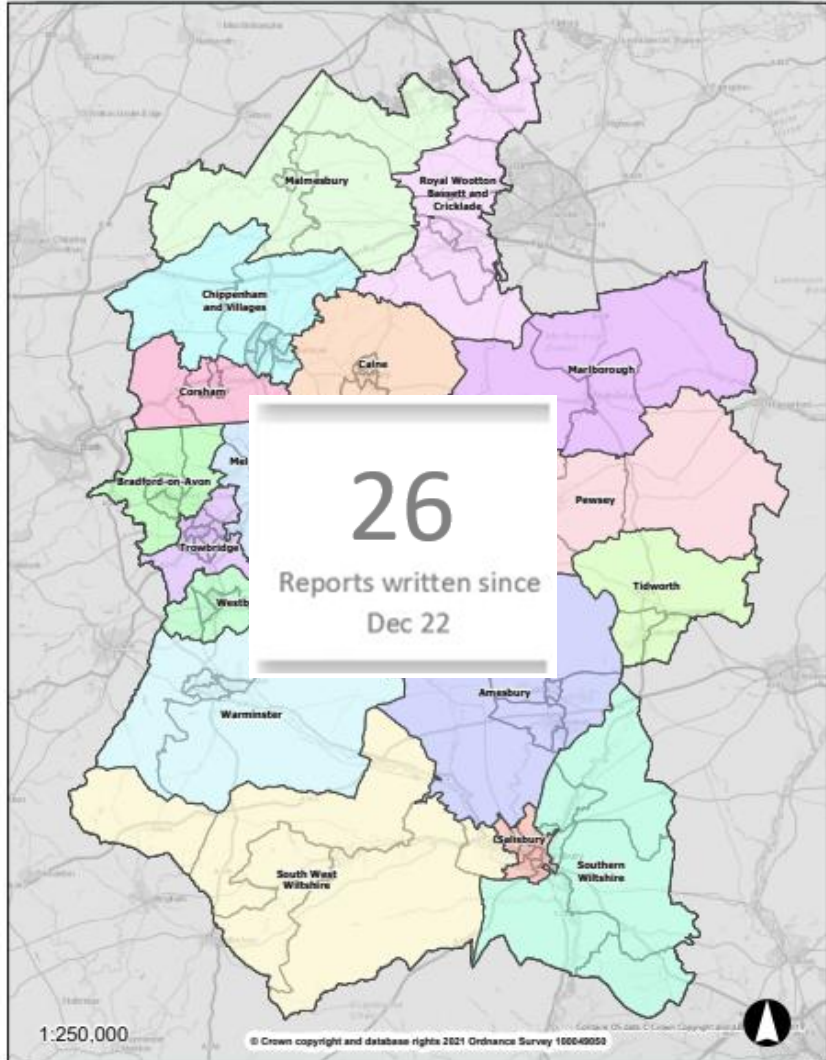 Malmesbury
Royal Wootton
Bassett and
Cricklade
Chippenham
and Villages
Calne
Marlborough
Corsham
Mel
Bradford-on-Avon
Pewsey
Trowbridge
Tidworth
Westb
26
Reports written since
Dec 22
Amesbury
Warminster
Salisbury
South West
Wiltshire
Southern
Wiltshire
1:250,000
© Crown copyright and database rights 2021 Ordnance Survey 100049050